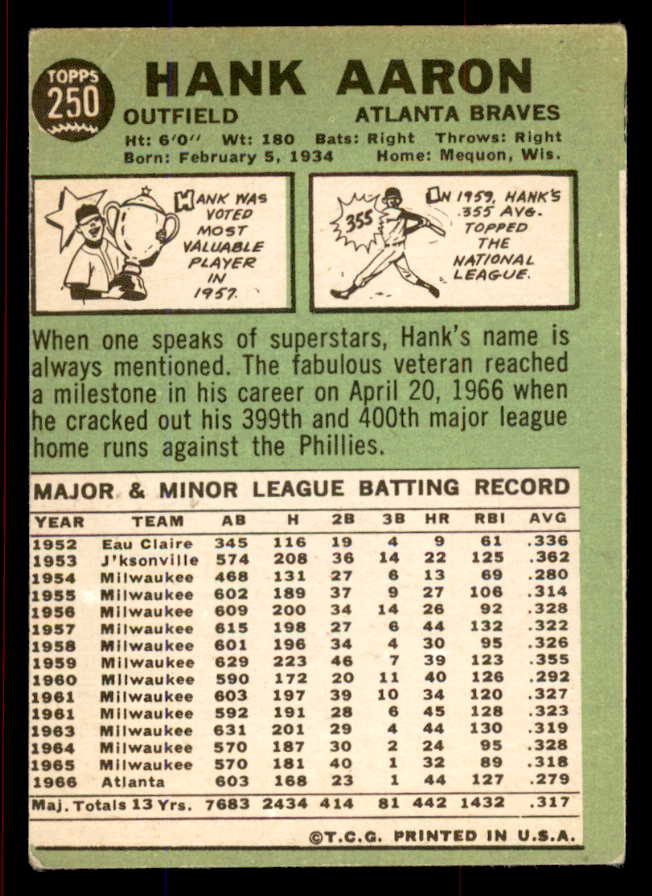 TOPPS
250
HANK AARON
OUTFIELD ATLANTA BRAVES
Ht: 6'0" Wt: 180 Bats: Right Throws: Right
Born: February 5, 1934 Home: Mequon, Wis.
HANK WAS
VOTED
MOST
VALUABLE
PLAYER
IN
1957.
355
IN 1959, HANK'S
.355 AVG.
TOPPED
THE
NATIONAL
LEAGUE.
When one speaks of superstars, Hank's name is
always mentioned. The fabulous veteran reached
a milestone in his career on April 20, 1966 when
he cracked out his 399th and 400th major league
home runs against the Phillies.
MAJOR & MINOR LEAGUE BATTING RECORD
YEAR TEAM AB H 2B 3B HR RBI AVG
1952 Eau Claire 345 116 19 4 9 61 .336
1953 J'ksonville 574 208 36 14 22 125 .362
1954 Milwaukee 468 131 27 6 13 69 .280
1955 Milwaukee 602 189 37 9 27 106 .314
1956 Milwaukee 609 200 34 14 26 92 .328
1957 Milwaukee 615 198 27 6 44 132 .322
1958 Milwaukee 601 196 34 4 30 95 .326
1959 Milwaukee 629 223 46 7 39 123 .355
1960 Milwaukee 590 172 20 11 40 126 .292
1961 Milwaukee 603 197 39 10 34 120 .327
1961 Milwaukee 592 191 28 6 45 128 .323
1963 Milwaukee 631 201 29 4 44 130 .319
1964 Milwaukee 570 187 30 2 24 95 .328
1965 Milwaukee 570 181 40 1 32 89 .318
1966 Atlanta 603 168 23 1 44 127 .279
Maj. Totals 13 Yrs. 7683 2434 414 81 442 1432 .317
©T.C.G. PRINTED IN U.S.A.